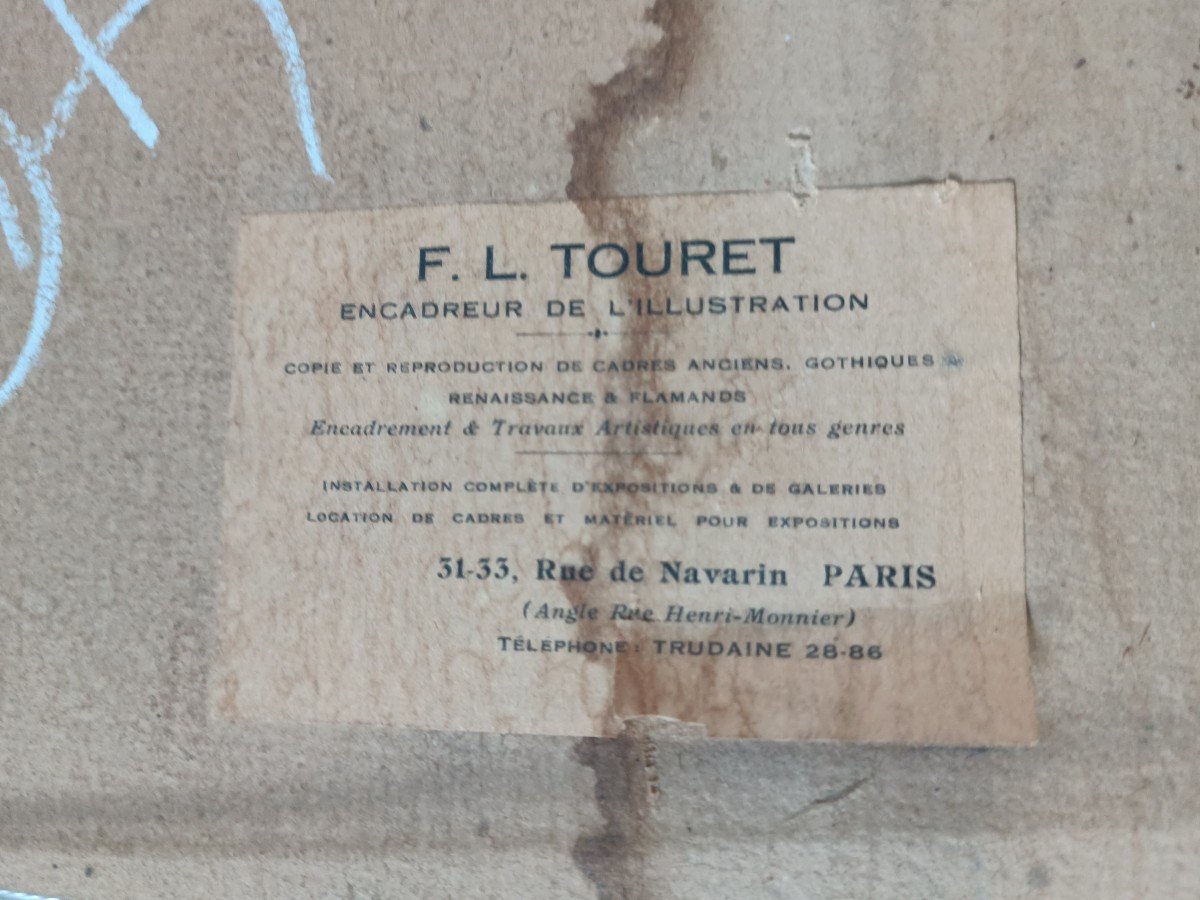 F. L. TOURET
ENCADREUR DE L'ILLUSTRATION
COPIE ET REPRODUCTION DE CADRES ANCIENS, GOTHIQUES
RENAISSANCE & FLAMANDS
Encadrement & Travaux Artistiques en tous genres
INSTALLATION COMPLÈTE D'EXPOSITIONS & DE GALERIES
LOCATION DE CADRES ET MATÉRIEL POUR EXPOSITIONS
31-33, Rue de Navarin PARIS
(Angle Rue Henri-Monnier)
TÉLÉPHONE: TRUDAINE 28-86